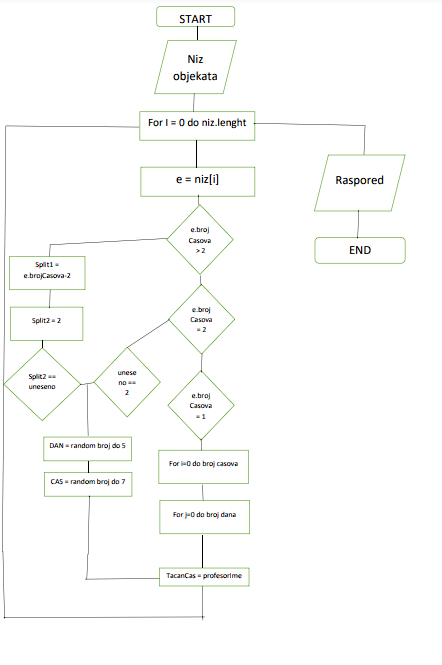 START
Niz
objekata
For I = 0 do niz.lenght
e = niz[i]
Raspored
END
e.broj
Casova
> 2
Split1 =
e.brojCasova-2
Split2 = 2
e.broj
Casova
= 2
Split2 ==
uneseno
unese
no ==
2
e.broj
Casova
= 1
DAN = random broj do 5
CAS = random broj do 7
For i=0 do broj casova
For j=0 do broj dana
TacanCas = profesorIme